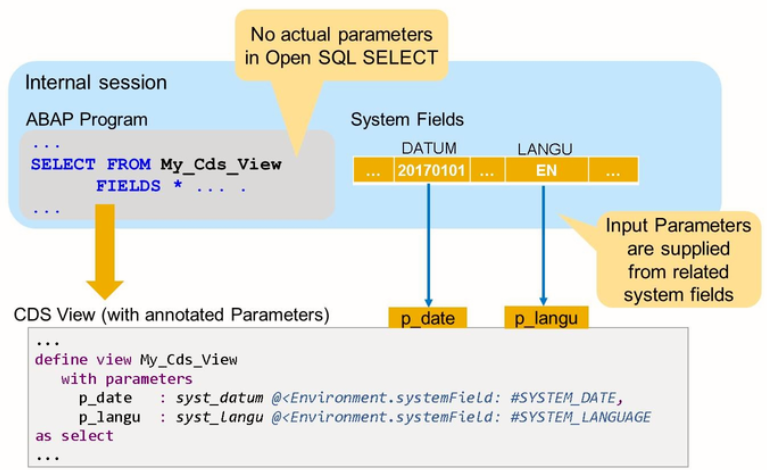 No actual parameters
in Open SQL SELECT
Internal session
ABAP Program
...
SELECT FROM My_Cds_View
FIELDS * ... .
...
System Fields
DATUM LANGU
... 20170101 ... EN ...
Input Parameters
are supplied
from related
system fields
CDS View (with annotated Parameters)
p_date p_langu
...
define view My_Cds_View
with parameters
p_date : syst_datum @<Environment.systemField: #SYSTEM_DATE,
p_langu : syst_langu @<Environment.systemField: #SYSTEM_LANGUAGE
as select
...